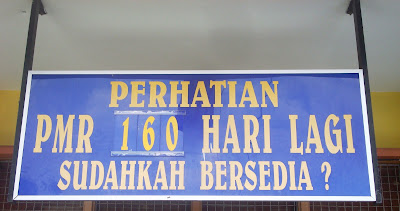 PERHATIAN
PMR 160 HARI LAGI
SUDAHKAH BERSEDIA ?